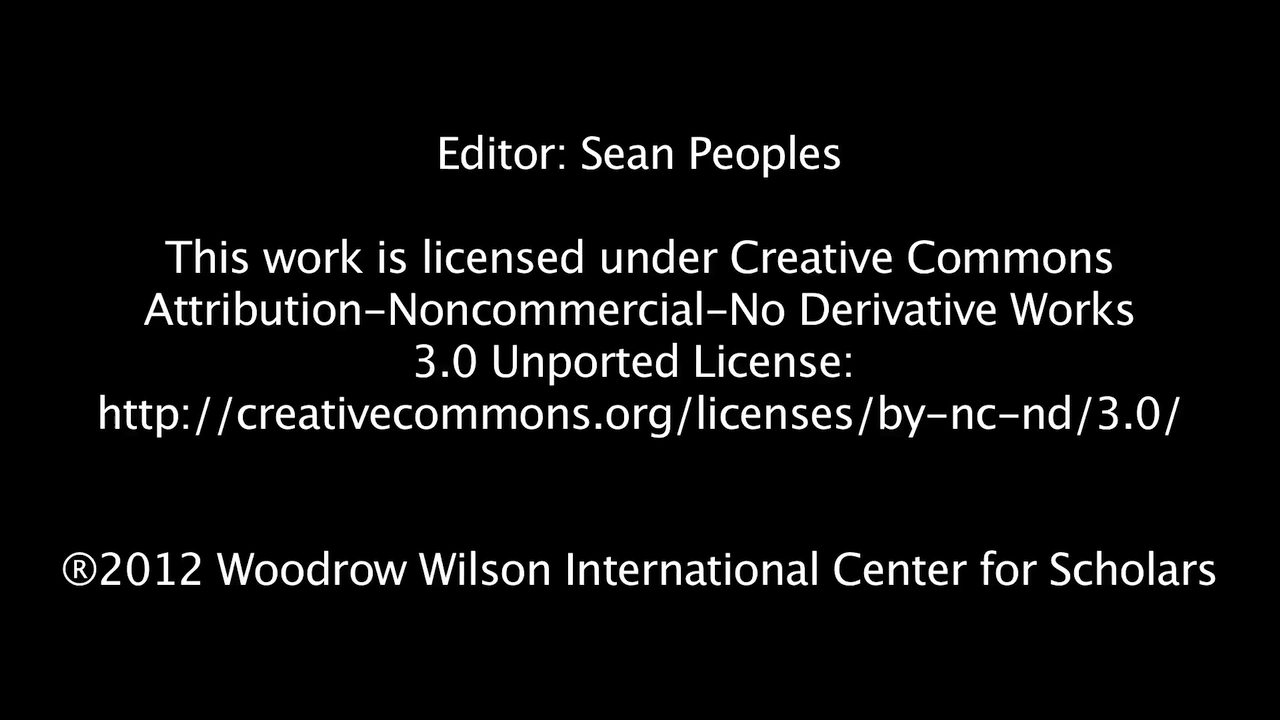 Editor: Sean Peoples
This work is licensed under Creative Commons
Attribution-Noncommercial-No Derivative Works
3.0 Unported License:
http://creativecommons.org/licenses/by-nc-nd/3.0/
®2012 Woodrow Wilson International Center for Scholars